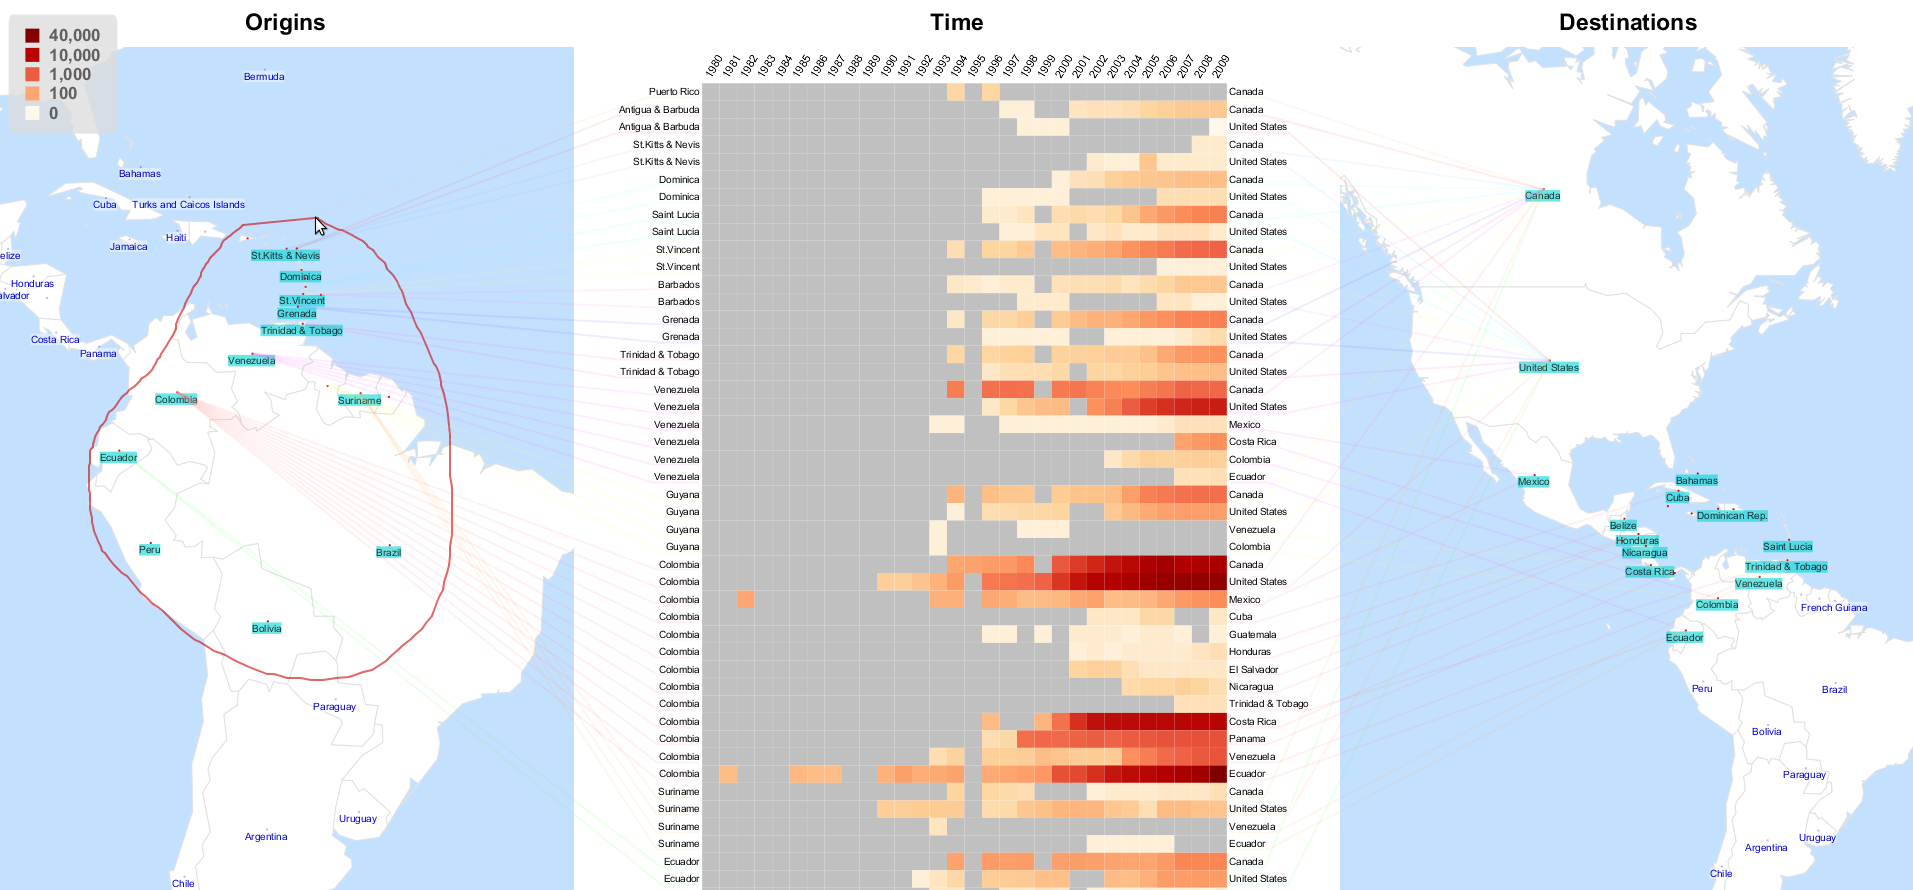 Origins
Time
Destinations
40,000
10,000
1,000
100
0
Bermuda
Bahamas
Cuba
Turks and Caicos Islands
Haiti
Jamaica
elize
Honduras
alvador
Costa Rica
Panama
St.Kitts & Nevis
Dominica
St.Vincent
Grenada
Trinidad & Tobago
Venezuela
Colombia
Suriname
Ecuador
Peru
Brazil
Bolivia
Paraguay
Uruguay
Argentina
Chile
1980 1981 1982 1983 1984 1985 1986 1987 1988 1989 1990 1991 1992 1993 1994 1995 1996 1997 1998 1999 2000 2001 2002 2003 2004 2005 2006 2007 2008 2009
Puerto Rico Canada
Antigua & Barbuda Canada
Antigua & Barbuda United States
St.Kitts & Nevis Canada
St.Kitts & Nevis United States
Dominica Canada
Dominica United States
Saint Lucia Canada
Saint Lucia United States
St.Vincent Canada
St.Vincent United States
Barbados Canada
Barbados United States
Grenada Canada
Grenada United States
Trinidad & Tobago Canada
Trinidad & Tobago United States
Venezuela Canada
Venezuela United States
Venezuela Mexico
Venezuela Costa Rica
Venezuela Colombia
Venezuela Ecuador
Guyana Canada
Guyana United States
Guyana Venezuela
Guyana Colombia
Colombia Canada
Colombia United States
Colombia Mexico
Colombia Cuba
Colombia Guatemala
Colombia Honduras
Colombia El Salvador
Colombia Nicaragua
Colombia Trinidad & Tobago
Colombia Costa Rica
Colombia Panama
Colombia Venezuela
Colombia Ecuador
Suriname Canada
Suriname United States
Suriname Venezuela
Suriname Ecuador
Ecuador Canada
Ecuador United States
Canada
United States
Mexico
Bahamas
Cuba
Dominican Rep.
Belize
Honduras
Nicaragua
Saint Lucia
Costa Rica
Trinidad & Tobago
Venezuela
Colombia
French Guiana
Ecuador
Peru
Brazil
Bolivia
Paraguay
Uruguay
Argentina
Chile